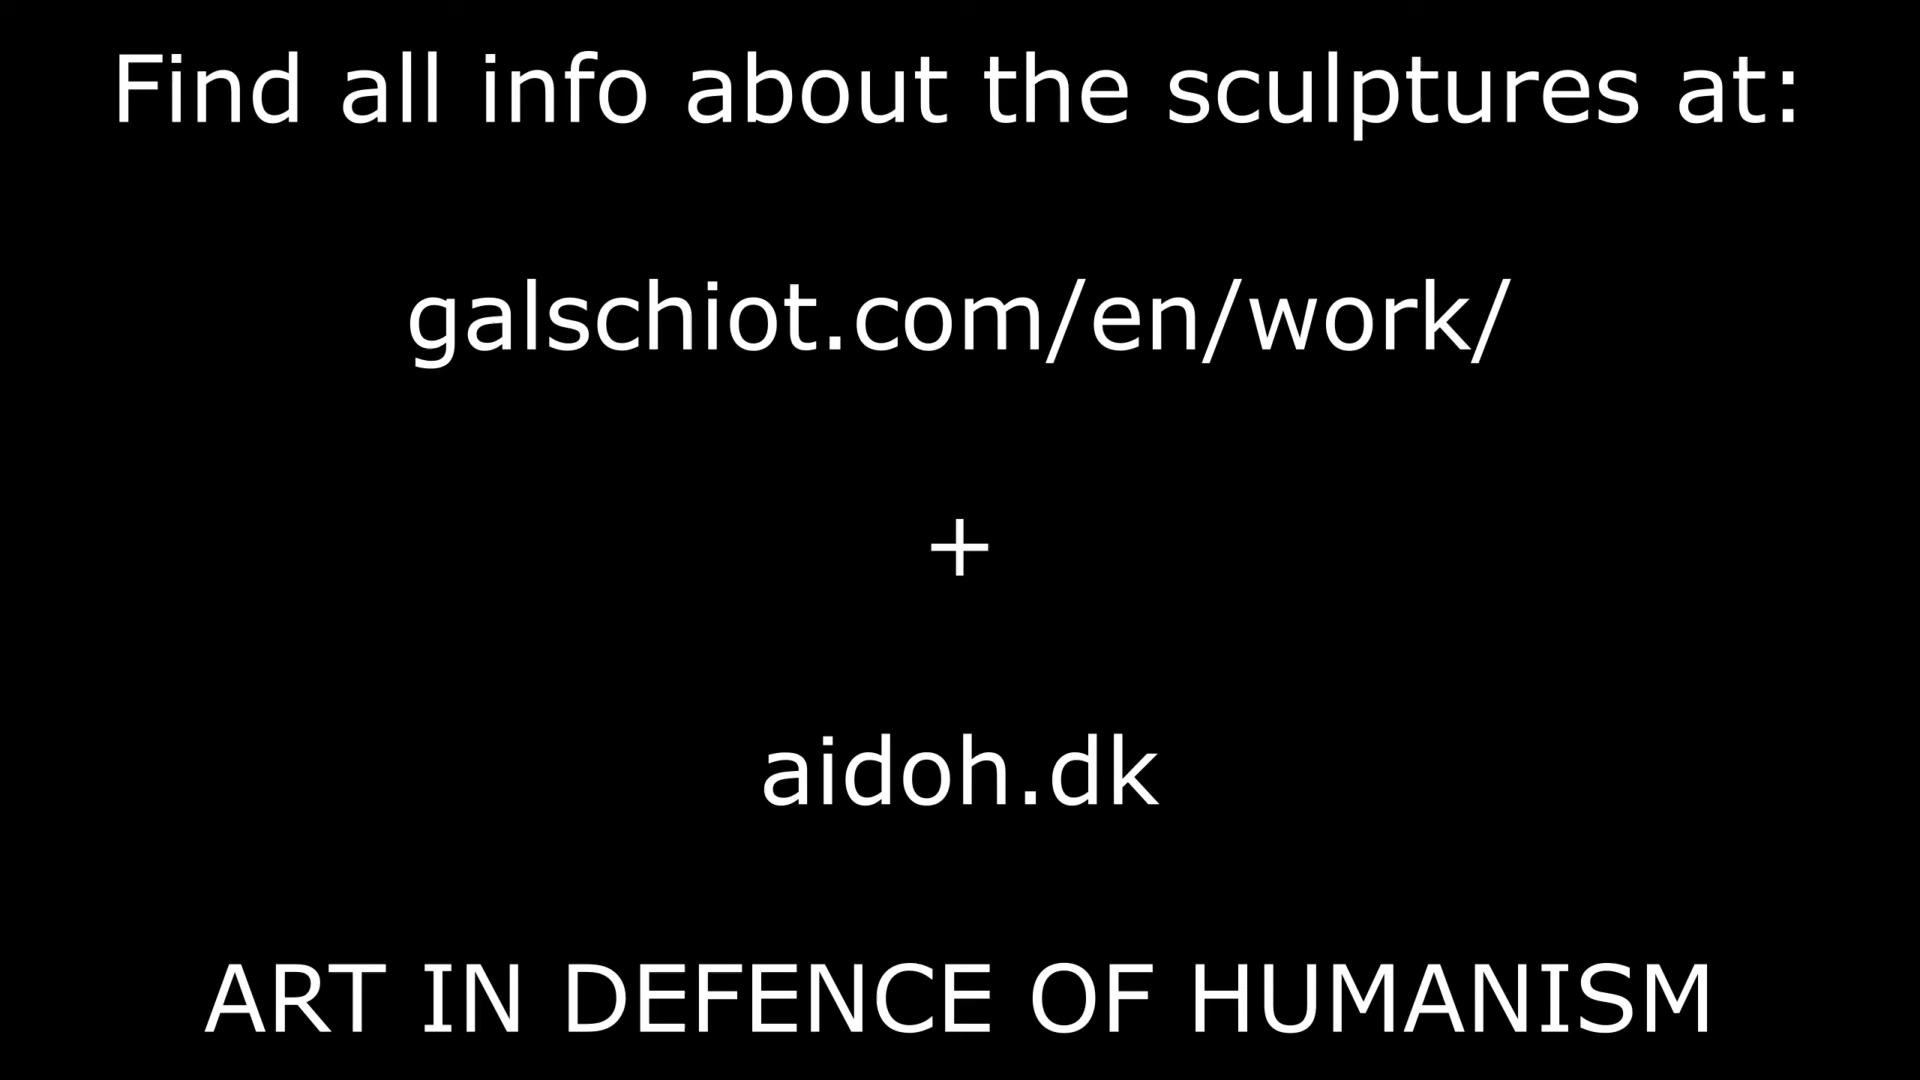 Find all info about the sculptures at:
galschiot.com/en/work/
+
aidoh.dk
ART IN DEFENCE OF HUMANISM